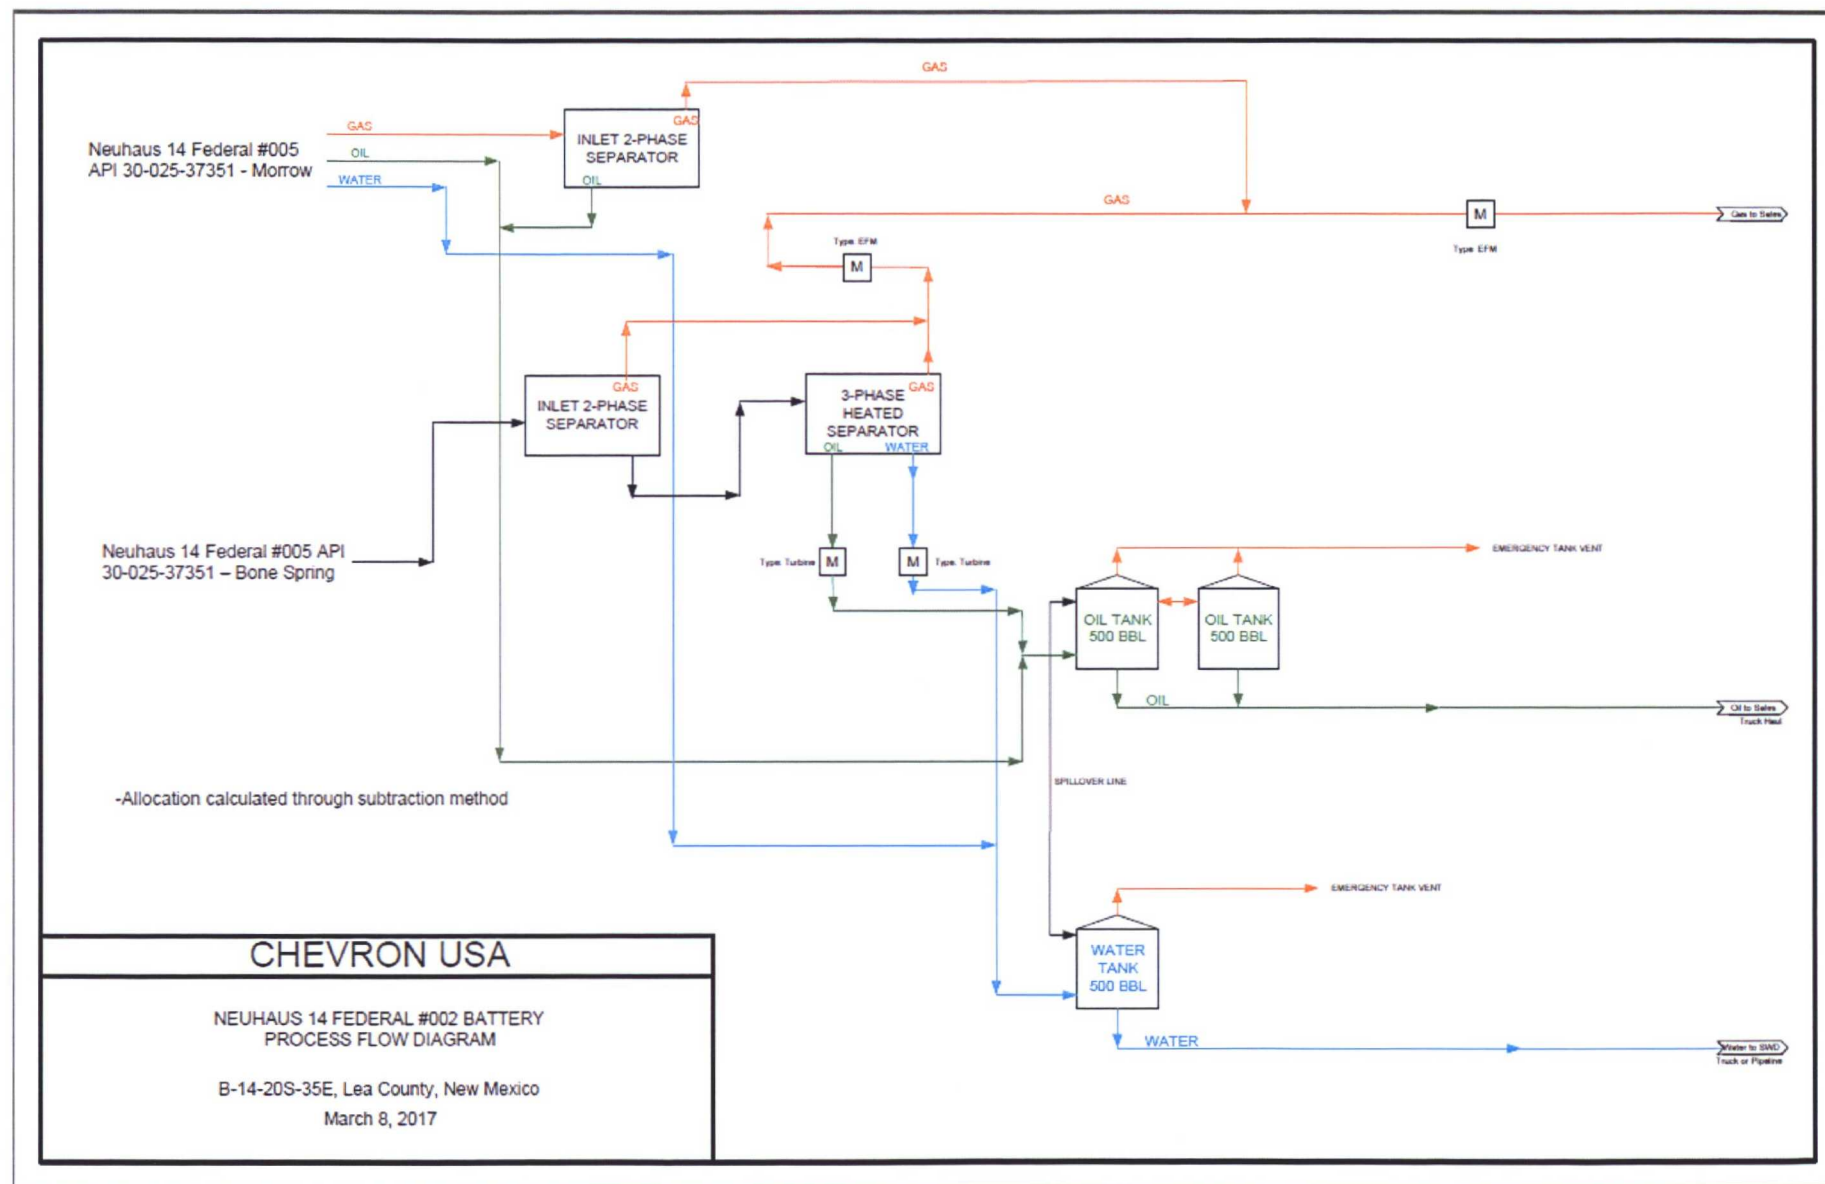 GAS
GAS
INLET 2-PHASE
SEPARATOR
OIL
Neuhaus 14 Federal #005
API 30-025-37351 - Morrow
GAS
OIL
WATER
GAS
M
Type: EFM
Gas to Sales
Type: EFM
M
GAS
INLET 2-PHASE
SEPARATOR
3-PHASE
HEATED
SEPARATOR
GAS
OIL
WATER
Neuhaus 14 Federal #005 API
30-025-37351 – Bone Spring
Type: Turbine
M
M
Type: Turbine
EMERGENCY TANK VENT
OIL TANK
500 BBL
OIL TANK
500 BBL
OIL
Oil to Sales
Truck Haul
SPILLOVER LINE
-Allocation calculated through subtraction method
EMERGENCY TANK VENT
WATER
TANK
500 BBL
WATER
Water to SWD
Truck or Pipeline
CHEVRON USA
NEUHAUS 14 FEDERAL #002 BATTERY
PROCESS FLOW DIAGRAM
B-14-20S-35E, Lea County, New Mexico
March 8, 2017